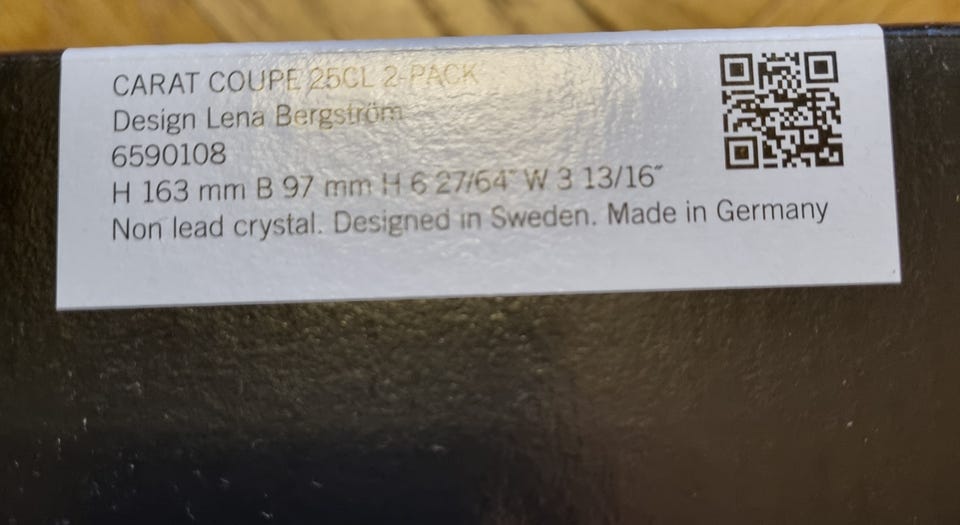 CARAT COUPE 25CL 2-PACK
Design Lena Bergström
6590108
H 163 mm B 97 mm H 6 27/64″ W 3 13/16″
Non lead crystal. Designed in Sweden. Made in Germany